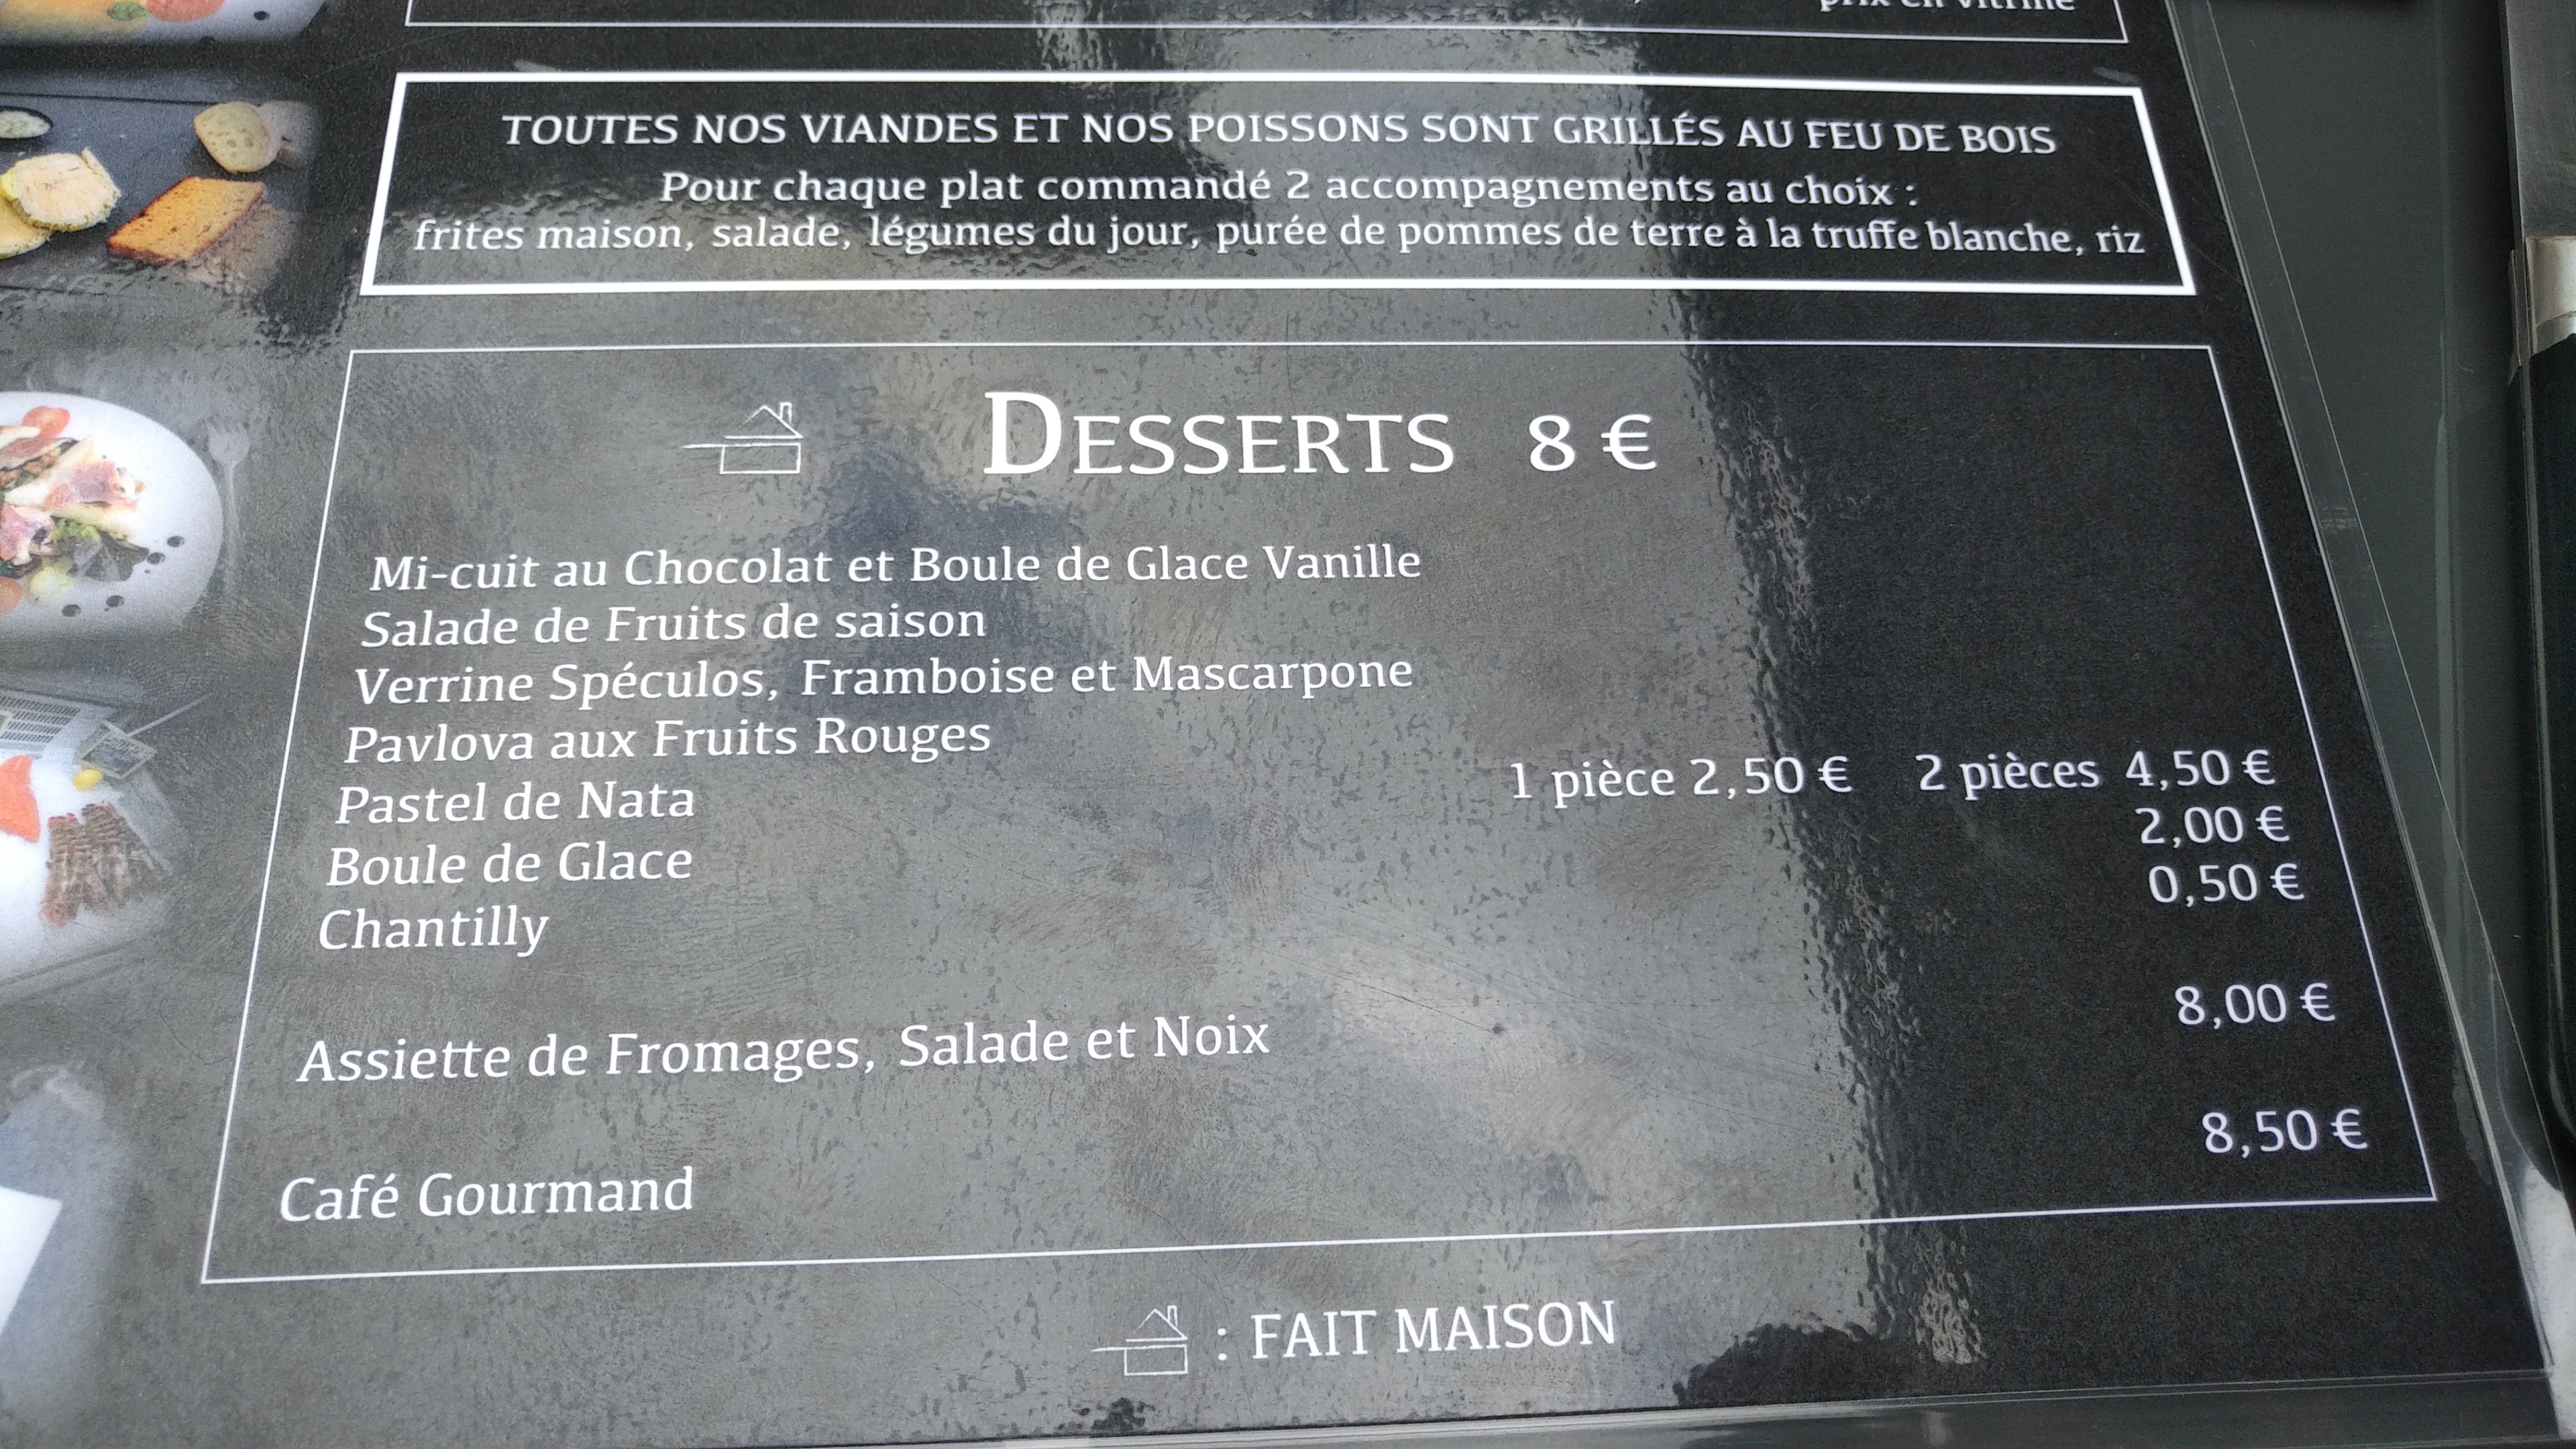 prix en vitrine
TOUTES NOS VIANDES ET NOS POISSONS SONT GRILLÉS AU FEU DE BOIS
Pour chaque plat commandé 2 accompagnements au choix :
frites maison, salade, légumes du jour, purée de pommes de terre à la truffe blanche, riz
DESSERTS 8 €
Mi-cuit au Chocolat et Boule de Glace Vanille
Salade de Fruits de saison
Verrine Spéculos, Framboise et Mascarpone
Pavlova aux Fruits Rouges
Pastel de Nata 1 pièce 2,50 € 2 pièces 4,50 €
Boule de Glace 2,00 €
Chantilly 0,50 €
Assiette de Fromages, Salade et Noix 8,00 €
Café Gourmand 8,50 €
: FAIT MAISON